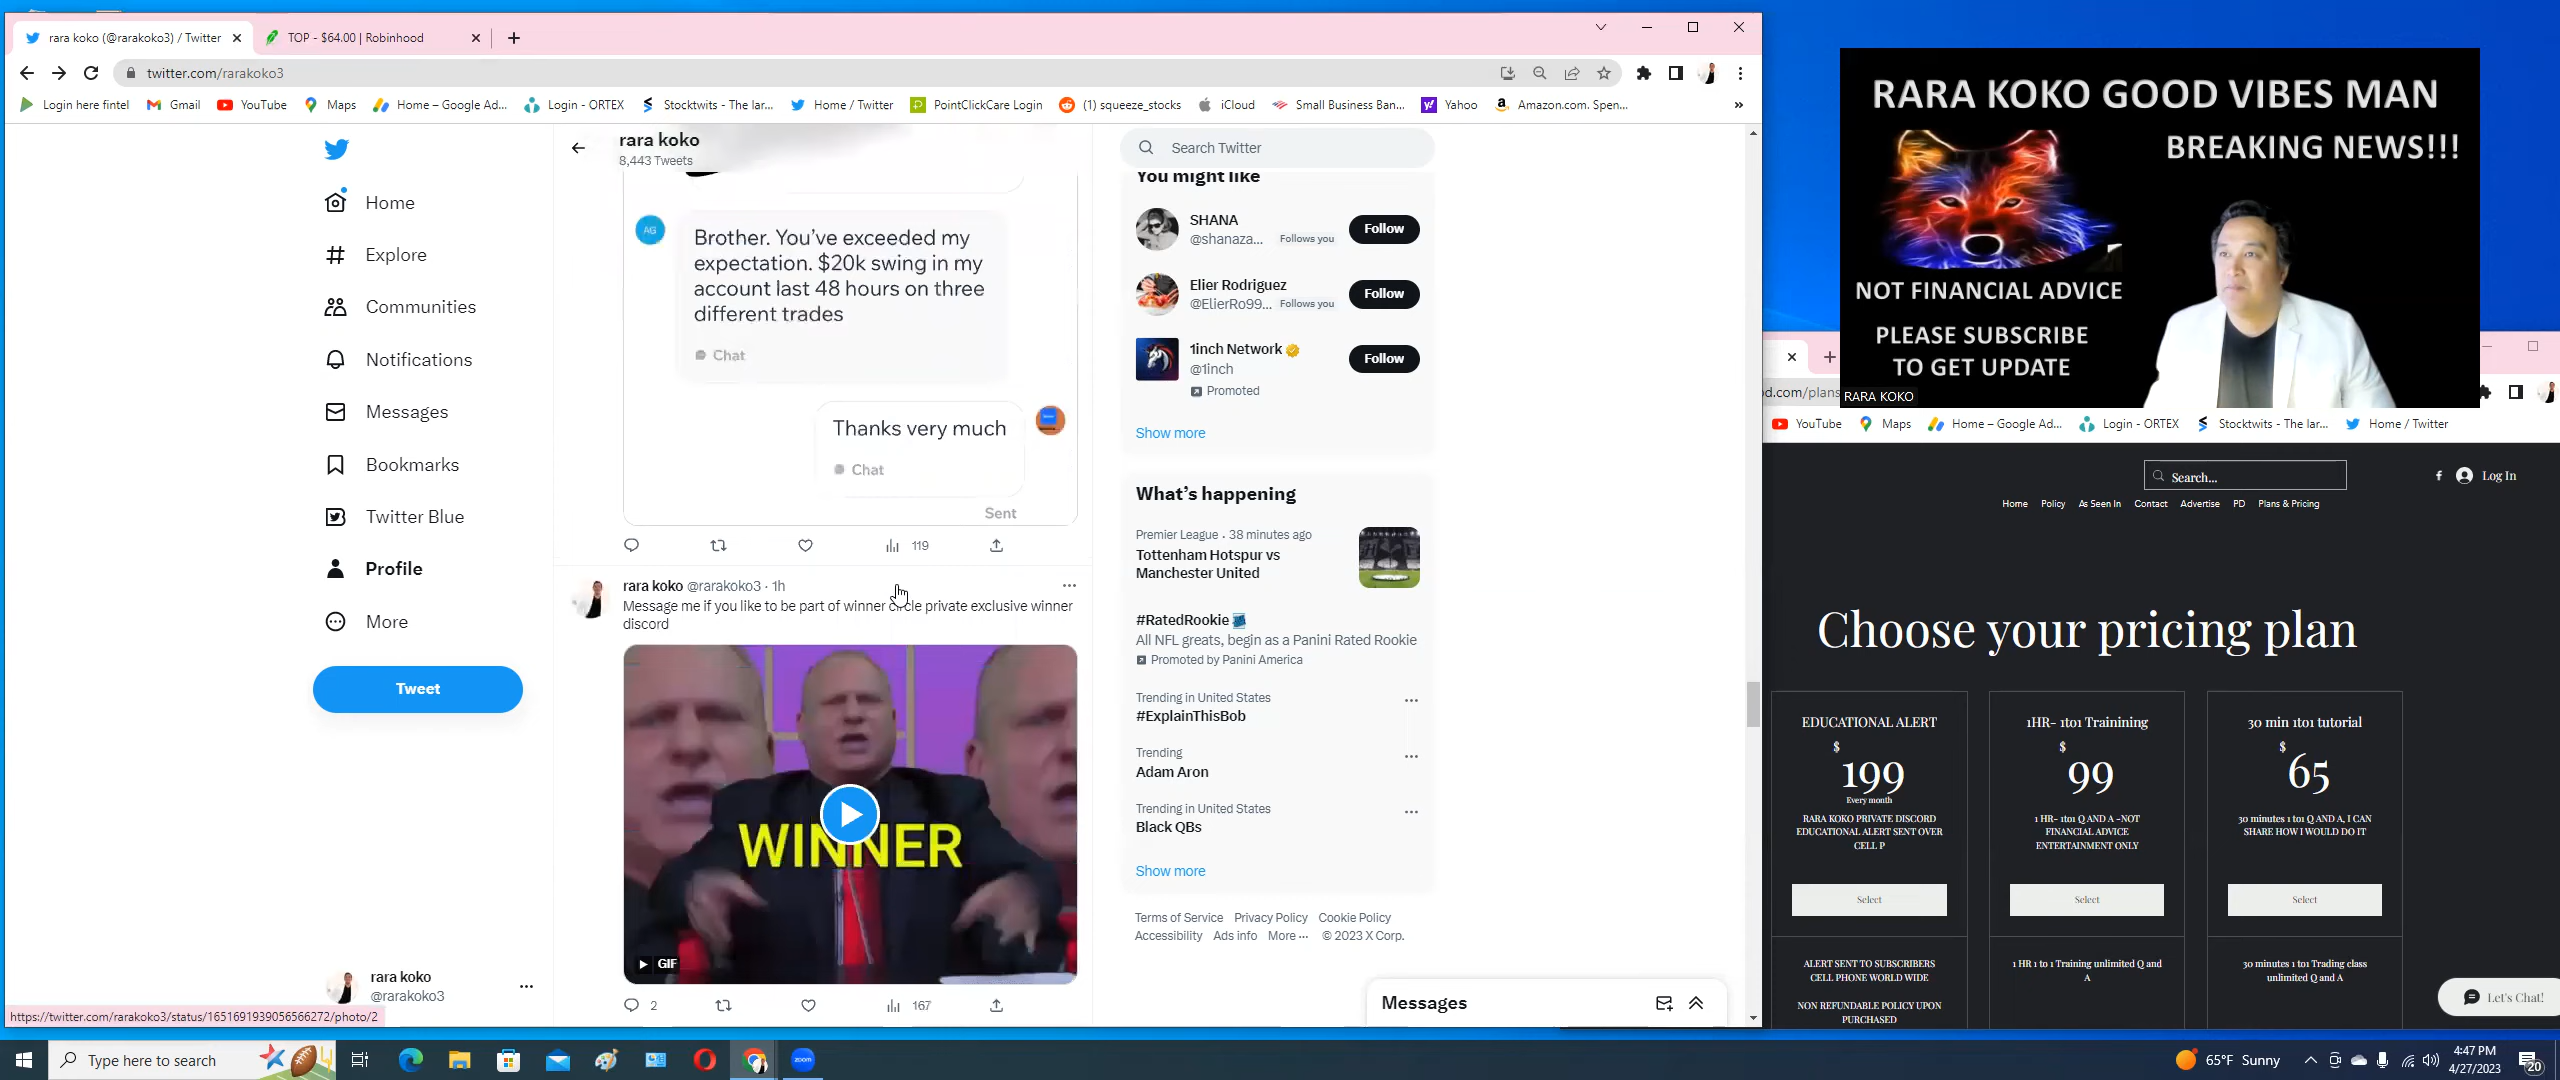 rara koko (@rarakoko3) / Twitter
TOP - $64.00 | Robinhood
twitter.com/rarakoko3
Login here fintel
Gmail
YouTube
Maps
Home – Google Ad...
Login - ORTEX
Stocktwits - The lar...
Home / Twitter
PointClickCare Login
(1) squeeze_stocks
iCloud
Small Business Ban...
Yahoo
Amazon.com. Spen...
»
Home
Explore
Communities
Notifications
Messages
Bookmarks
Twitter Blue
Profile
More
Tweet
rara koko
@rarakoko3
rara koko
8,443 Tweets
AG
Brother. You've exceeded my
expectation. $20k swing in my
account last 48 hours on three
different trades
Chat
Thanks very much
Chat
Sent
119
rara koko @rarakoko3 · 1h
Message me if you like to be part of winner circle private exclusive winner
discord
WINNER
GIF
2
167
https://twitter.com/rarakoko3/status/1651691939056566272/photo/2
Search Twitter
You might like
SHANA
@shanaza... Follows you
Follow
Elier Rodriguez
@ElierRo99... Follows you
Follow
1inch Network
@1inch
Promoted
Follow
Show more
What's happening
Premier League · 38 minutes ago
Tottenham Hotspur vs
Manchester United
#RatedRookie
All NFL greats, begin as a Panini Rated Rookie
Promoted by Panini America
Trending in United States
#ExplainThisBob
Trending
Adam Aron
Trending in United States
Black QBs
Show more
Terms of Service Privacy Policy Cookie Policy
Accessibility Ads info More ··· © 2023 X Corp.
Messages
RARA KOKO GOOD VIBES MAN
BREAKING NEWS!!!
NOT FINANCIAL ADVICE
PLEASE SUBSCRIBE
TO GET UPDATE
RARA KOKO
d.com/plans
YouTube
Maps
Home – Google Ad...
Login - ORTEX
Stocktwits - The lar...
Home / Twitter
Search...
f
Log In
Home Policy As Seen In Contact Advertise PD Plans & Pricing
Choose your pricing plan
EDUCATIONAL ALERT
$
199
Every month
RARA KOKO PRIVATE DISCORD
EDUCATIONAL ALERT SENT OVER
CELL P
Select
ALERT SENT TO SUBSCRIBERS
CELL PHONE WORLD WIDE
NON REFUNDABLE POLICY UPON
PURCHASED
1HR- 1to1 Trainining
$
99
1 HR- 1to1 Q AND A -NOT
FINANCIAL ADVICE
ENTERTAINMENT ONLY
Select
1 HR 1 to 1 Training unlimited Q and
A
30 min 1to1 tutorial
$
65
30 minutes 1 to1 Q AND A, I CAN
SHARE HOW I WOULD DO IT
Select
30 minutes 1 to1 Trading class
unlimited Q and A
Let's Chat!
Type here to search
zoom
65°F Sunny
4:47 PM
4/27/2023
20